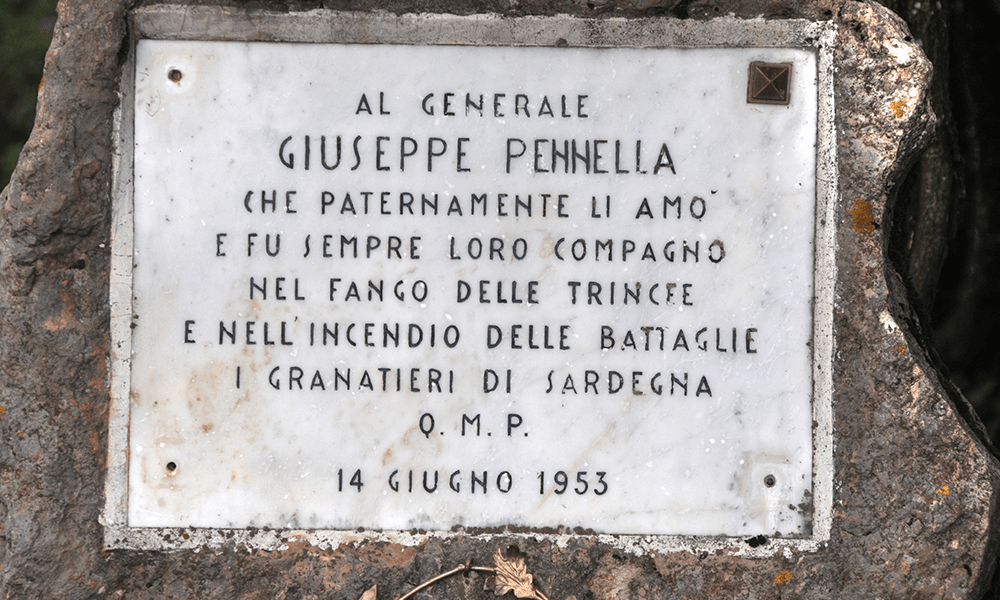 AL GENERALE
GIUSEPPE PENNELLA
CHE PATERNAMENTE LI AMO'
E FU SEMPRE LORO COMPAGNO
NEL FANGO DELLE TRINCEE
E NELL'INCENDIO DELLE BATTAGLIE
I GRANATIERI DI SARDEGNA
Q. M. P.
14 GIUGNO 1953